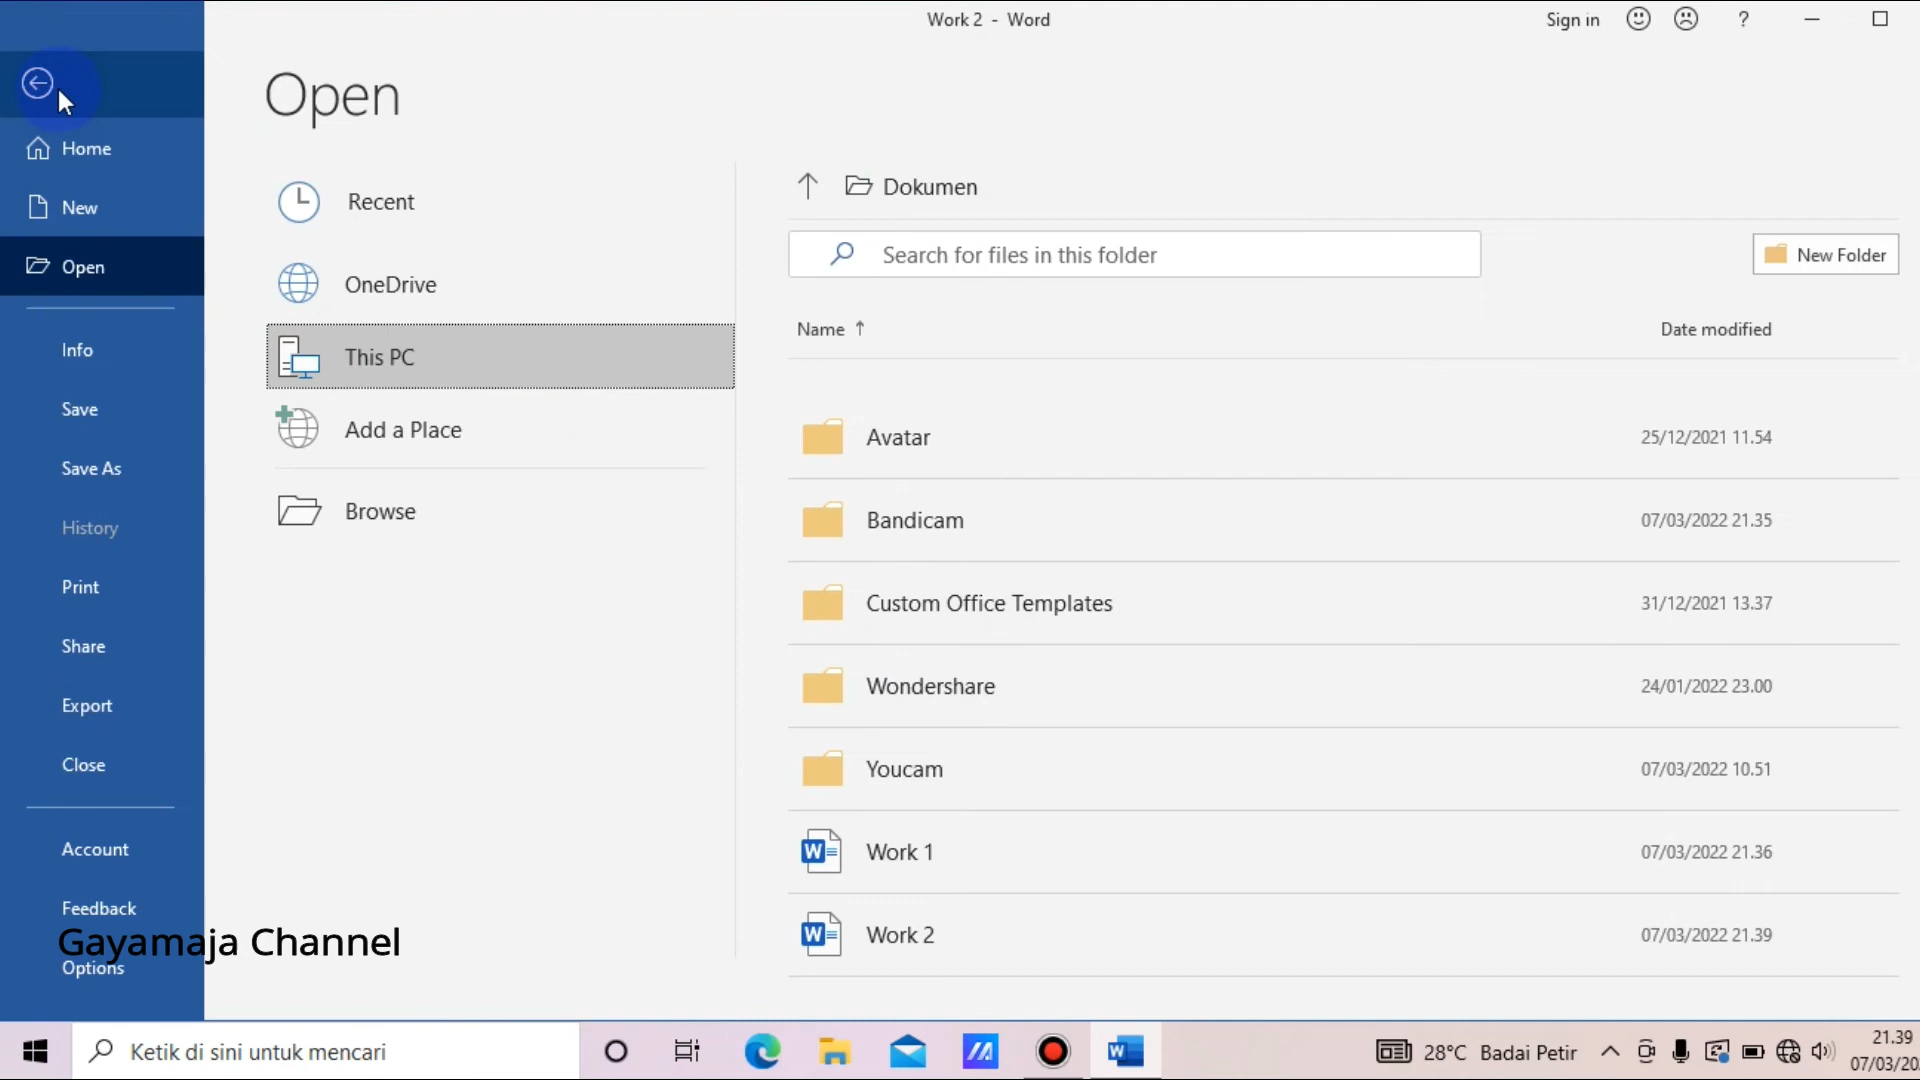 Work 2 - Word
Sign in
?
Home
New
Open
Info
Save
Save As
History
Print
Share
Export
Close
Account
Feedback
Options
Gayamaja Channel
Open
Recent
OneDrive
This PC
Add a Place
Browse
Dokumen
Search for files in this folder
New Folder
Name Date modified
Avatar 25/12/2021 11.54
Bandicam 07/03/2022 21.35
Custom Office Templates 31/12/2021 13.37
Wondershare 24/01/2022 23.00
Youcam 07/03/2022 10.51
W Work 1 07/03/2022 21.36
W Work 2 07/03/2022 21.39
Ketik di sini untuk mencari
W
28°C Badai Petir
21.39
07/03/20